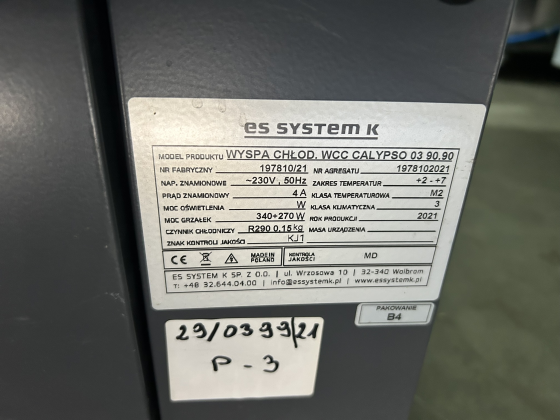 es system k
MODEL PRODUKTU WYSPA CHŁOD. WCC CALYPSO 03 90.90
NR FABRYCZNY 197810/21 NR AGREGATU 1978102021
NAP. ZNAMIONOWE ~230V , 50Hz ZAKRES TEMPERATUR +2 - +7
PRĄD ZNAMIONOWY 4 A KLASA TEMPERATUROWA M2
MOC OŚWIETLENIA W KLASA KLIMATYCZNA 3
MOC GRZAŁEK 340+270 W ROK PRODUKCJI 2021
CZYNNIK CHŁODNICZY R290 0,15 kg MASA URZĄDZENIA
ZNAK KONTROLI JAKOŚCI KJ1
CE MADE IN POLAND KONTROLA JAKOŚCI MD
ES SYSTEM K SP. Z O.O. | ul. Wrzosowa 10 | 32-340 Wolbrom
T: +48 32.644.04.00 | info@essystemk.pl | www.essystemk.pl
PAKOWANIE
B4
29/0399/21
P - 3